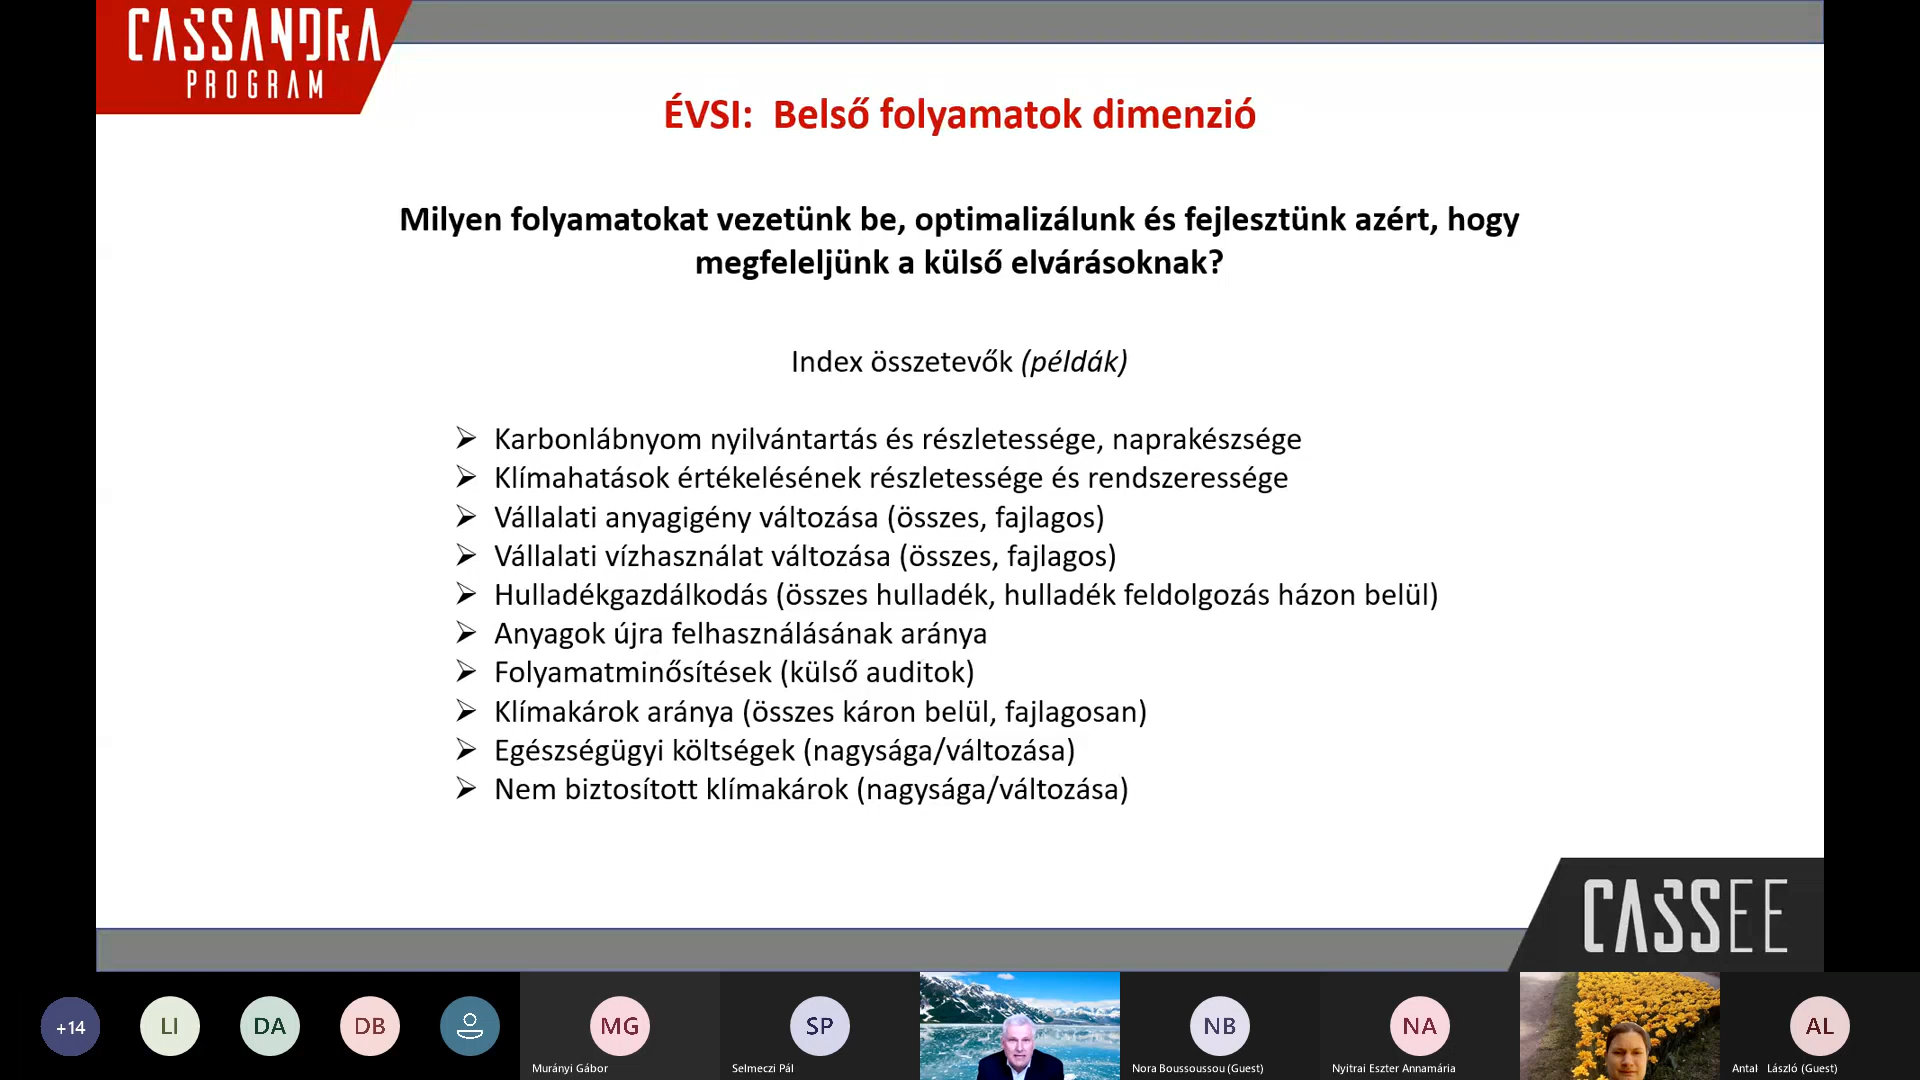 CASSANDRA
PROGRAM
ÉVSI: Belső folyamatok dimenzió
Milyen folyamatokat vezetünk be, optimalizálunk és fejlesztünk azért, hogy
megfeleljünk a külső elvárásoknak?
Index összetevők (példák)
➢ Karbonlábnyom nyilvántartás és részletessége, naprakészsége
➢ Klímahatások értékelésének részletessége és rendszeressége
➢ Vállalati anyagigény változása (összes, fajlagos)
➢ Vállalati vízhasználat változása (összes, fajlagos)
➢ Hulladékgazdálkodás (összes hulladék, hulladék feldolgozás házon belül)
➢ Anyagok újra felhasználásának aránya
➢ Folyamatminősítések (külső auditok)
➢ Klímakárok aránya (összes káron belül, fajlagosan)
➢ Egészségügyi költségek (nagysága/változása)
➢ Nem biztosított klímakárok (nagysága/változása)
CASSEE
+14
LI
DA
DB
MG
SP
NB
NA
AL
Murányi Gábor
Selmeczi Pál
Nora Boussoussou (Guest)
Nyitrai Eszter Annamária
Antal László (Guest)